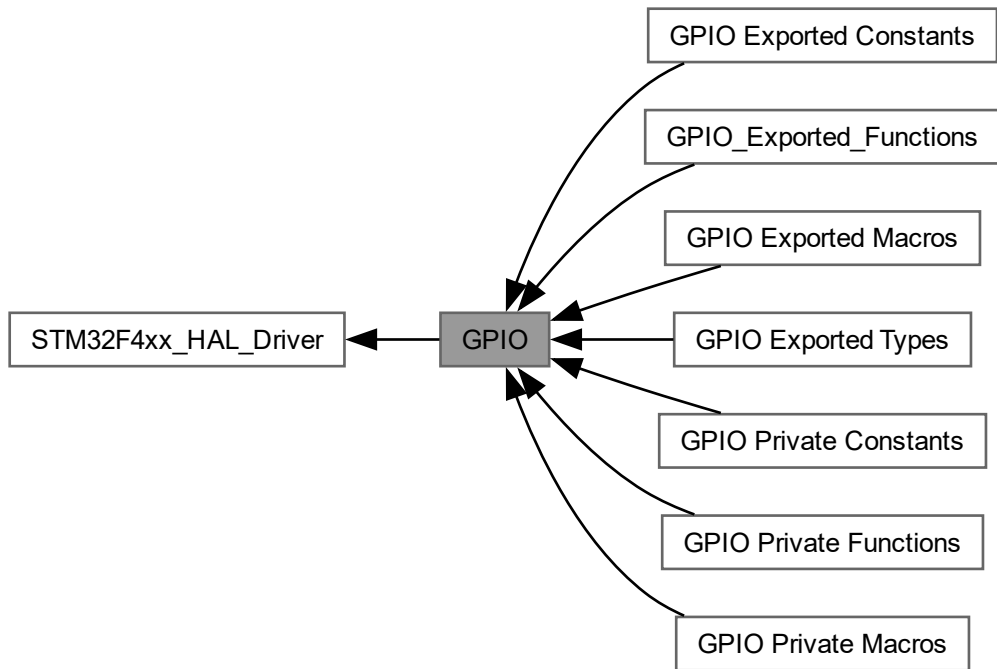 GPIO Exported Constants
GPIO_Exported_Functions
GPIO Exported Macros
STM32F4xx_HAL_Driver
GPIO
GPIO Exported Types
GPIO Private Constants
GPIO Private Functions
GPIO Private Macros